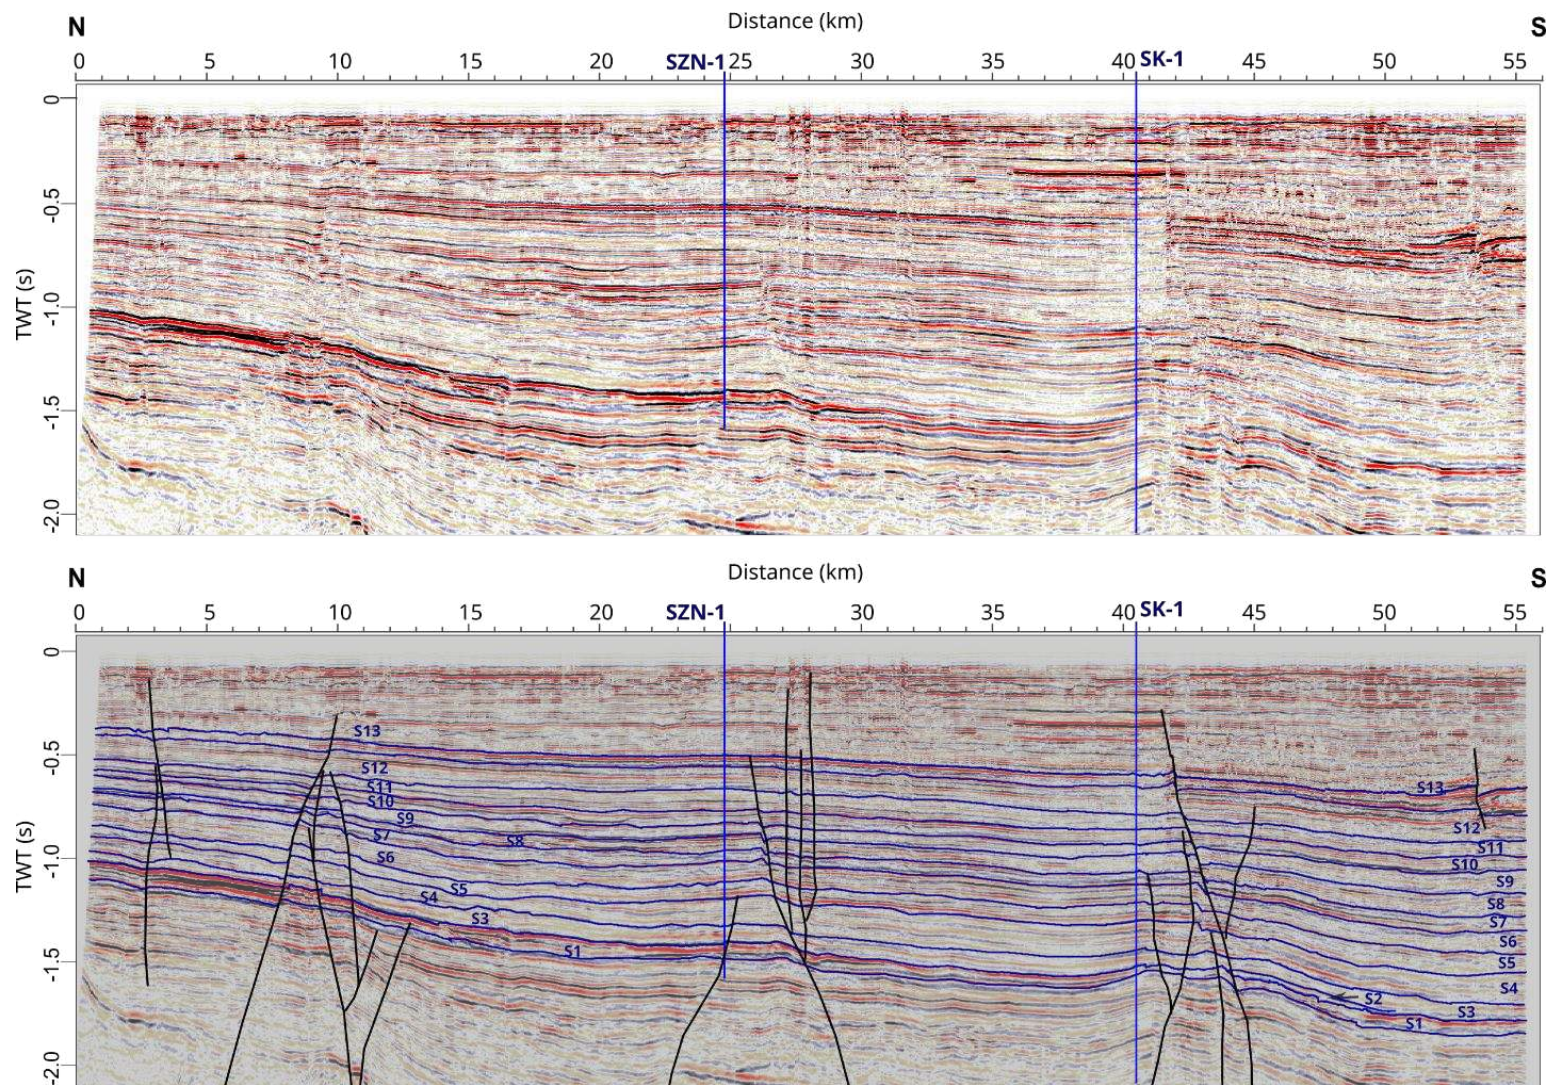 Distance (km)
N S
0 5 10 15 20 SZN-1 25 30 35 40 SK-1 45 50 55
0
-0.5
TWT (s)
-1.0
-1.5
-2.0
Distance (km)
N S
0 5 10 15 20 SZN-1 30 35 40 SK-1 45 50 55
0
S13
-0.5
S12
S11
S13
S10
S9
S12
S7
S8
S11
TWT (s)
-1.0
S6
S10
S5
S9
S4
S8
S3
S7
S1
S6
-1.5
S5
S4
S2
S3
S1
-2.0